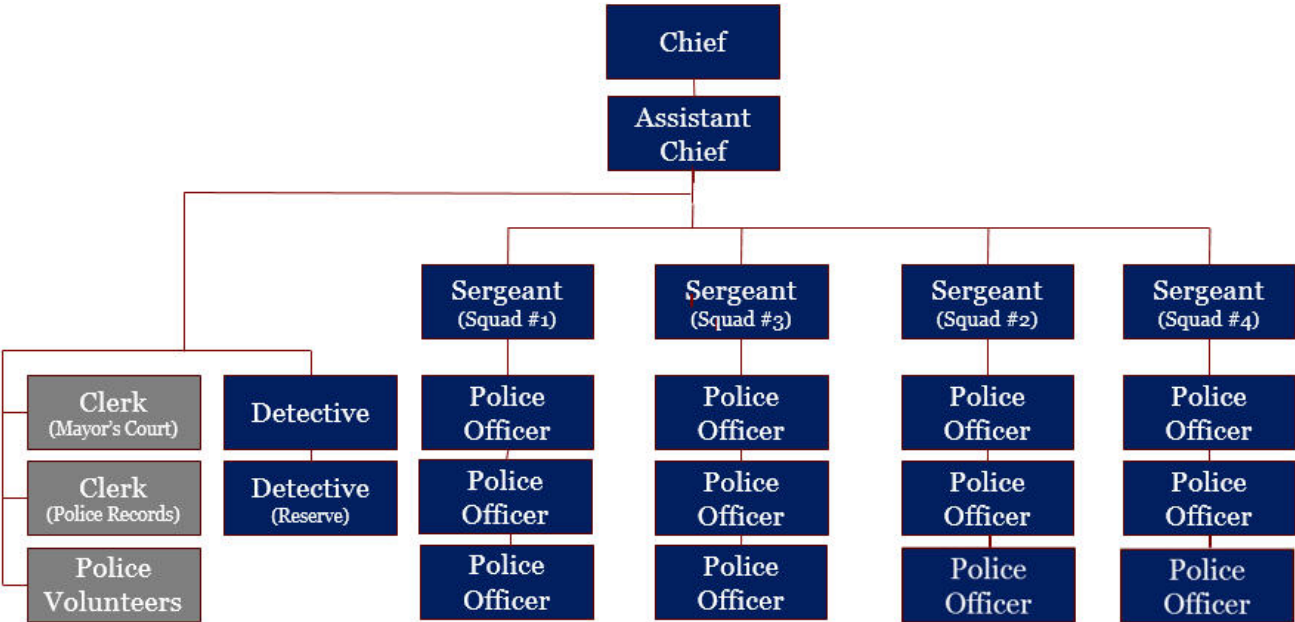 Chief
Assistant
Chief
Sergeant
(Squad #1)
Sergeant
(Squad #3)
Sergeant
(Squad #2)
Sergeant
(Squad #4)
Clerk
(Mayor's Court)
Detective
Police
Officer
Police
Officer
Police
Officer
Police
Officer
Clerk
(Police Records)
Detective
(Reserve)
Police
Officer
Police
Officer
Police
Officer
Police
Officer
Police
Volunteers
Police
Officer
Police
Officer
Police
Officer
Police
Officer